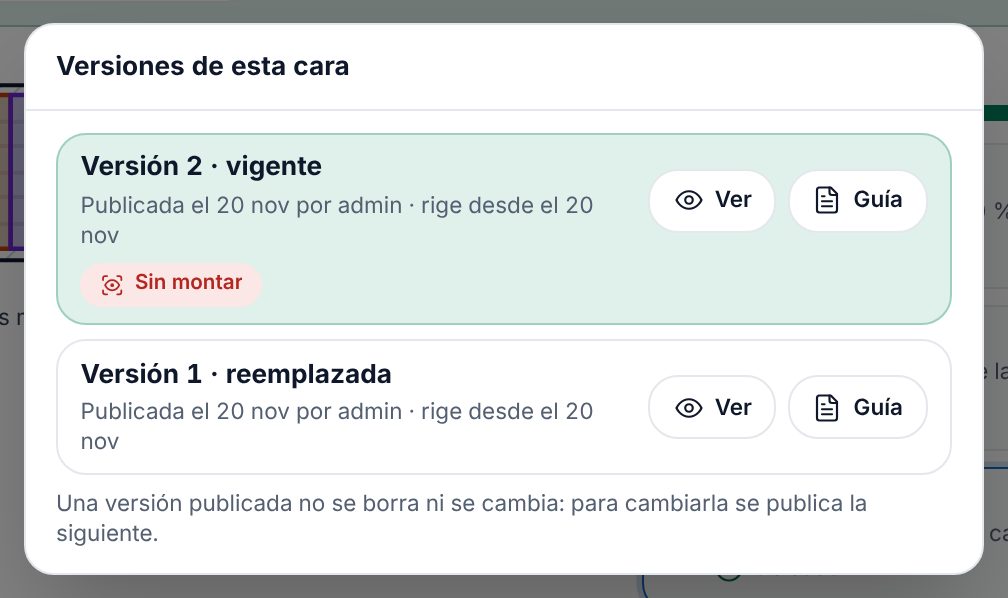 Versiones de esta cara
Versión 2 · vigente
Publicada el 20 nov por admin · rige desde el 20
nov
Sin montar
Ver
Guía
Versión 1 · reemplazada
Publicada el 20 nov por admin · rige desde el 20
nov
Ver
Guía
Una versión publicada no se borra ni se cambia: para cambiarla se publica la
siguiente.